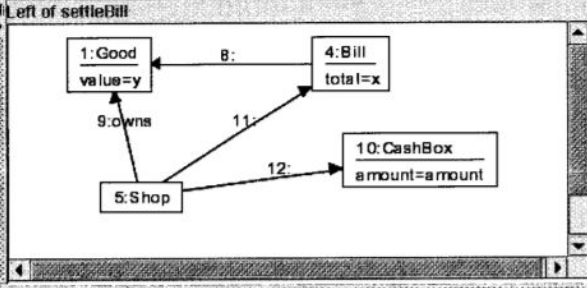 Left of settleBill
1:Good
value=y
8:
4:Bill
total=x
9:owns
11:
12:
10:CashBox
amount=amount
5:Shop